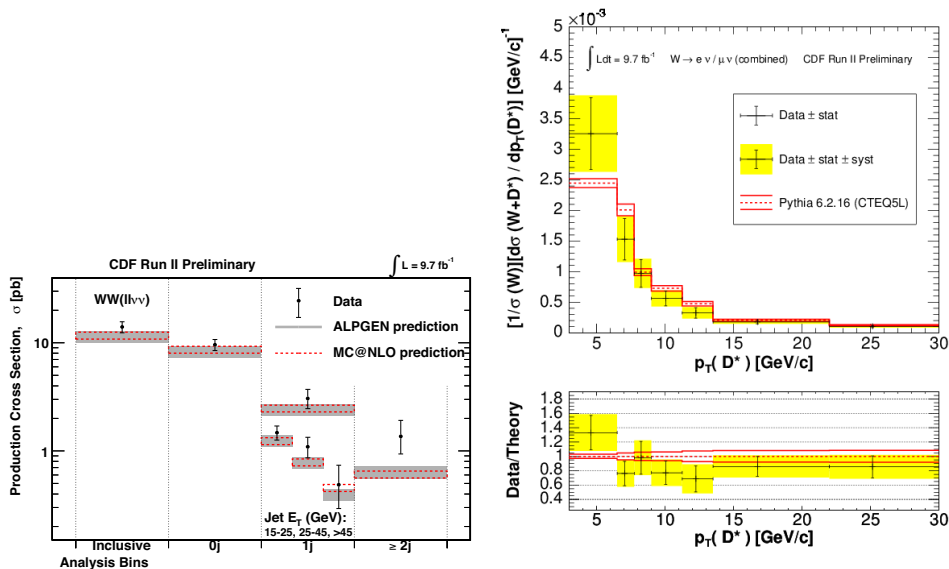 CDF Run II Preliminary
∫ L = 9.7 fb⁻¹
WW(llνν)
Data
ALPGEN prediction
MC@NLO prediction
Production Cross Section, σ [pb]
10
1
Jet E_T (GeV):
15-25, 25-45, >45
Inclusive 0j 1j ≥ 2j
Analysis Bins
×10⁻³
∫ Ldt = 9.7 fb⁻¹ W → e ν / μ ν (combined) CDF Run II Preliminary
Data ± stat
Data ± stat ± syst
Pythia 6.2.16 (CTEQ5L)
[1/σ (W)][dσ (W+D*) / dp_T(D*)] [GeV/c]⁻¹
5
4.5
4
3.5
3
2.5
2
1.5
1
0.5
0
5 10 15 20 25 30
p_T( D* ) [GeV/c]
Data/Theory
1.8
1.6
1.4
1.2
1
0.8
0.6
0.4
5 10 15 20 25 30
p_T( D* ) [GeV/c]